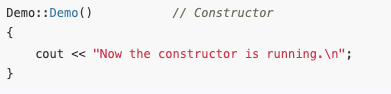 Demo::Demo()           // Constructor
{
    cout << "Now the constructor is running.\n";
}